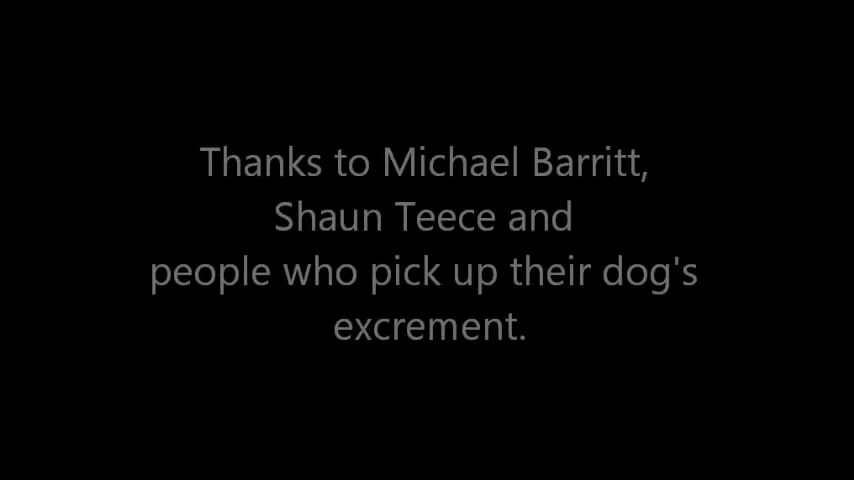 Thanks to Michael Barritt,
Shaun Teece and
people who pick up their dog's
excrement.